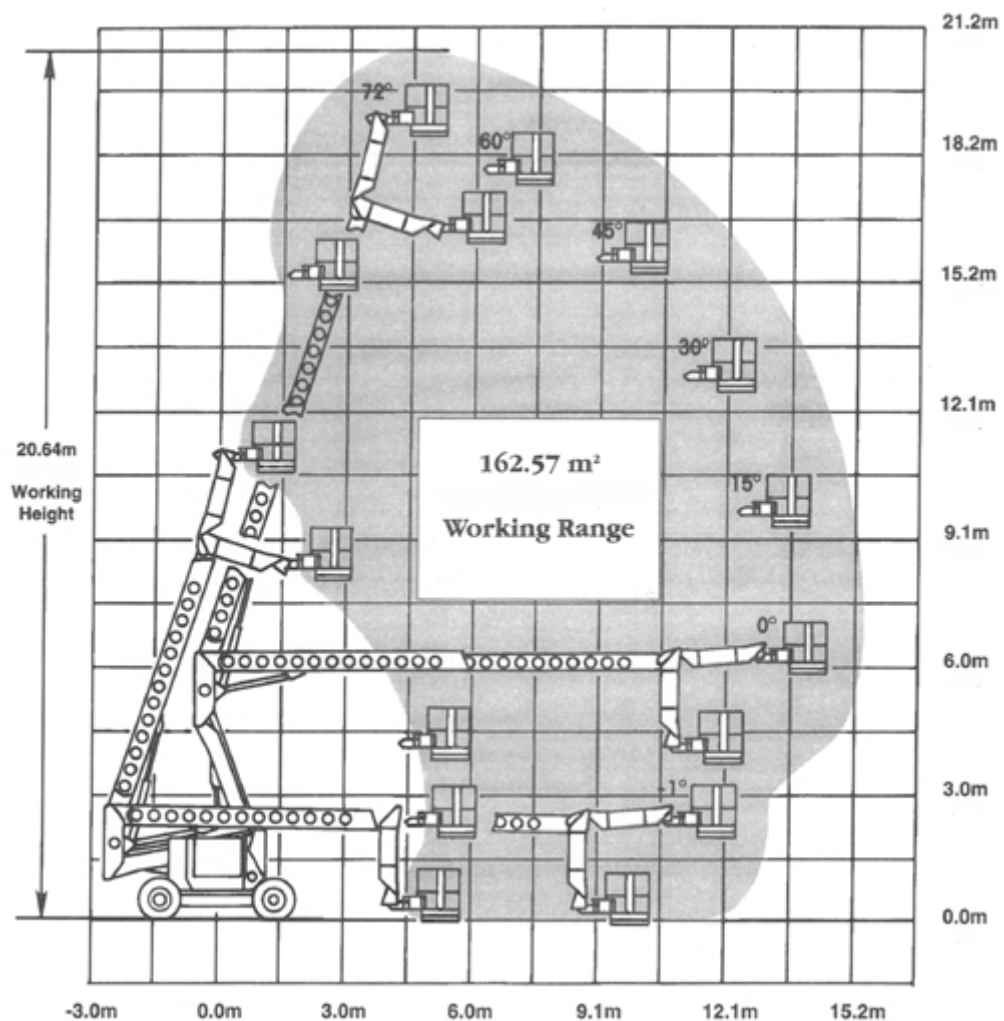 21.2m
72°
60°
18.2m
45°
15.2m
30°
12.1m
20.64m
Working
Height
162.57 m²
Working Range
15°
9.1m
0°
6.0m
-1°
3.0m
0.0m
-3.0m 0.0m 3.0m 6.0m 9.1m 12.1m 15.2m